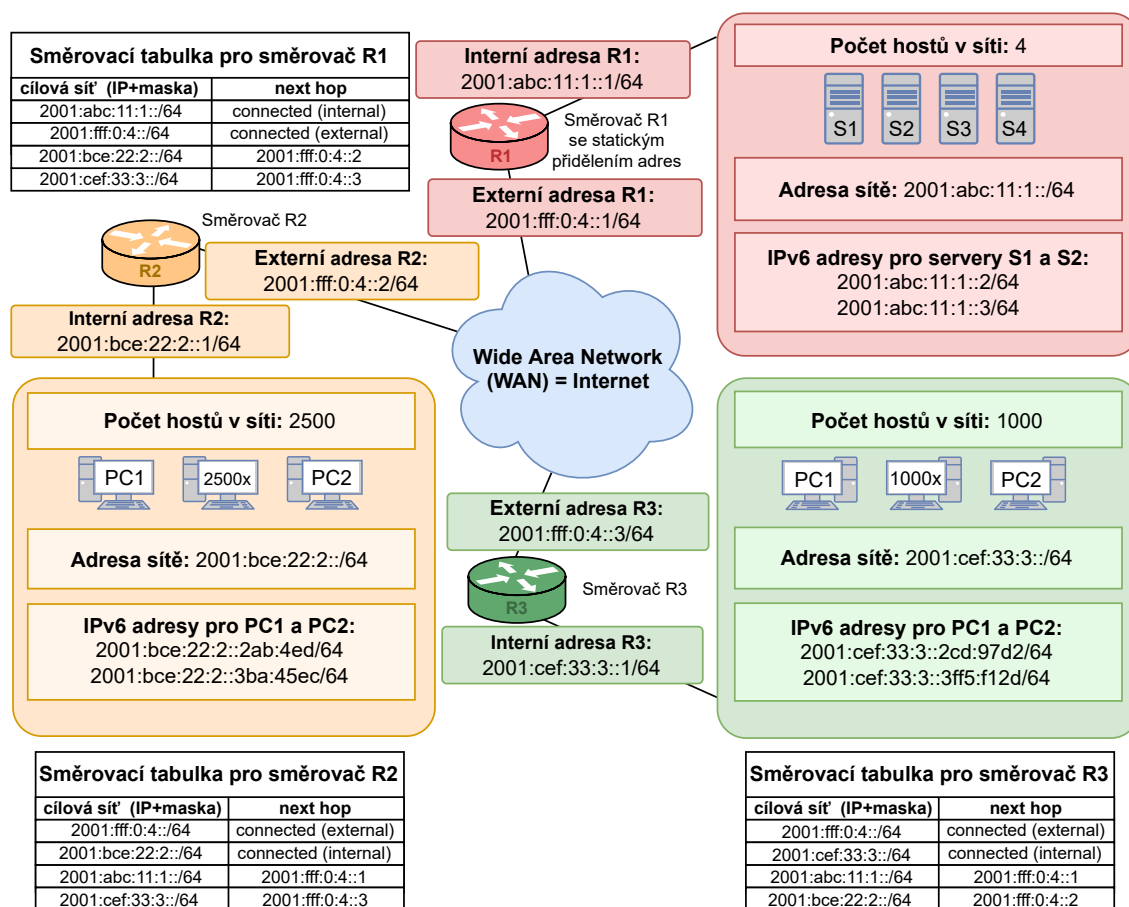 Směrovací tabulka pro směrovač R1
cílová síť (IP+maska) next hop
2001:abc:11:1::/64 connected (internal)
2001:fff:0:4::/64 connected (external)
2001:bce:22:2::/64 2001:fff:0:4::2
2001:cef:33:3::/64 2001:fff:0:4::3
Interní adresa R1:
2001:abc:11:1::1/64
R1
Směrovač R1
se statickým
přidělením adres
Externí adresa R1:
2001:fff:0:4::1/64
Počet hostů v síti: 4
S1 S2 S3 S4
Adresa sítě: 2001:abc:11:1::/64
IPv6 adresy pro servery S1 a S2:
2001:abc:11:1::2/64
2001:abc:11:1::3/64
Směrovač R2
R2
Externí adresa R2:
2001:fff:0:4::2/64
Interní adresa R2:
2001:bce:22:2::1/64
Wide Area Network
(WAN) = Internet
Počet hostů v síti: 2500
PC1 2500x PC2
Adresa sítě: 2001:bce:22:2::/64
IPv6 adresy pro PC1 a PC2:
2001:bce:22:2::2ab:4ed/64
2001:bce:22:2::3ba:45ec/64
Externí adresa R3:
2001:fff:0:4::3/64
R3
Směrovač R3
Interní adresa R3:
2001:cef:33:3::1/64
Počet hostů v síti: 1000
PC1 1000x PC2
Adresa sítě: 2001:cef:33:3::/64
IPv6 adresy pro PC1 a PC2:
2001:cef:33:3::2cd:97d2/64
2001:cef:33:3::3ff5:f12d/64
Směrovací tabulka pro směrovač R2
cílová síť (IP+maska) next hop
2001:fff:0:4::/64 connected (external)
2001:bce:22:2::/64 connected (internal)
2001:abc:11:1::/64 2001:fff:0:4::1
2001:cef:33:3::/64 2001:fff:0:4::3
Směrovací tabulka pro směrovač R3
cílová síť (IP+maska) next hop
2001:fff:0:4::/64 connected (external)
2001:cef:33:3::/64 connected (internal)
2001:abc:11:1::/64 2001:fff:0:4::1
2001:bce:22:2::/64 2001:fff:0:4::2